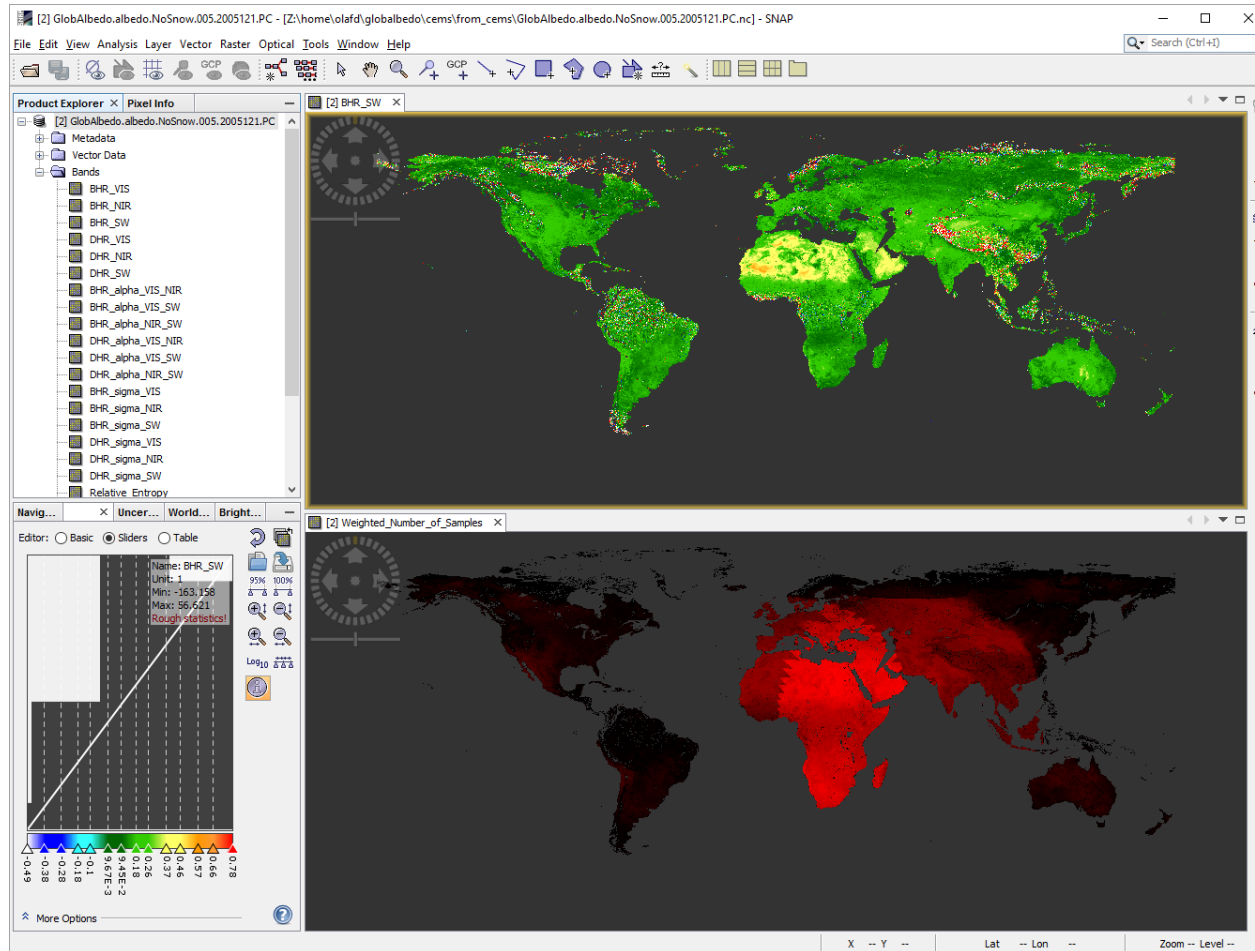 [2] GlobAlbedo.albedo.NoSnow.005.2005121.PC - [Z:\home\olafd\globalbedo\cems\from_cems\GlobAlbedo.albedo.NoSnow.005.2005121.PC.nc] - SNAP
File Edit View Analysis Layer Vector Raster Optical Tools Window Help
Search (Ctrl+I)
GCP GCP
Product Explorer Pixel Info
[2] BHR_SW
[2] GlobAlbedo.albedo.NoSnow.005.2005121.PC
Metadata
Vector Data
Bands
BHR_VIS
BHR_NIR
BHR_SW
DHR_VIS
DHR_NIR
DHR_SW
BHR_alpha_VIS_NIR
BHR_alpha_VIS_SW
BHR_alpha_NIR_SW
DHR_alpha_VIS_NIR
DHR_alpha_VIS_SW
DHR_alpha_NIR_SW
BHR_sigma_VIS
BHR_sigma_NIR
BHR_sigma_SW
DHR_sigma_VIS
DHR_sigma_NIR
DHR_sigma_SW
Relative Entropy
Navig... Uncer... World... Bright...
[2] Weighted_Number_of_Samples
Editor: Basic Sliders Table
Name: BHR_SW
Unit: 1
Min: -163.158
Max: 56.621
Rough statistics!
95% 100%
Log10
-0.49
-0.38
-0.28
-0.18
-0.1
9.67E-3
9.45E-2
0.18
0.26
0.37
0.46
0.57
0.66
0.78
More Options
X -- Y -- Lat -- Lon -- Zoom -- Level --